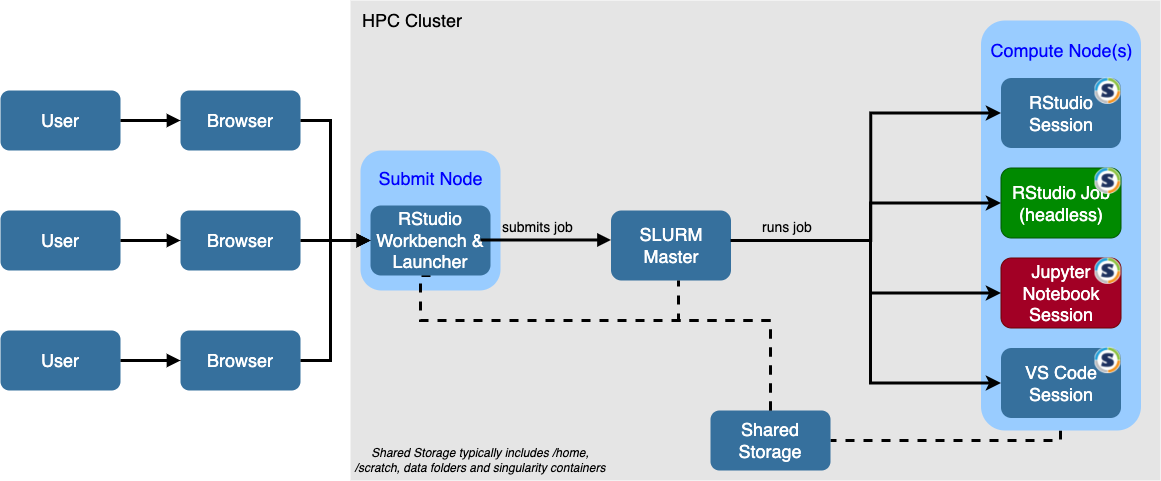 HPC Cluster
User
Browser
User
Browser
User
Browser
Submit Node
RStudio
Workbench &
Launcher
submits job
SLURM
Master
runs job
Compute Node(s)
RStudio
Session
S
RStudio Job
(headless)
S
Jupyter
Notebook
Session
S
VS Code
Session
S
Shared
Storage
Shared Storage typically includes /home,
/scratch, data folders and singularity containers